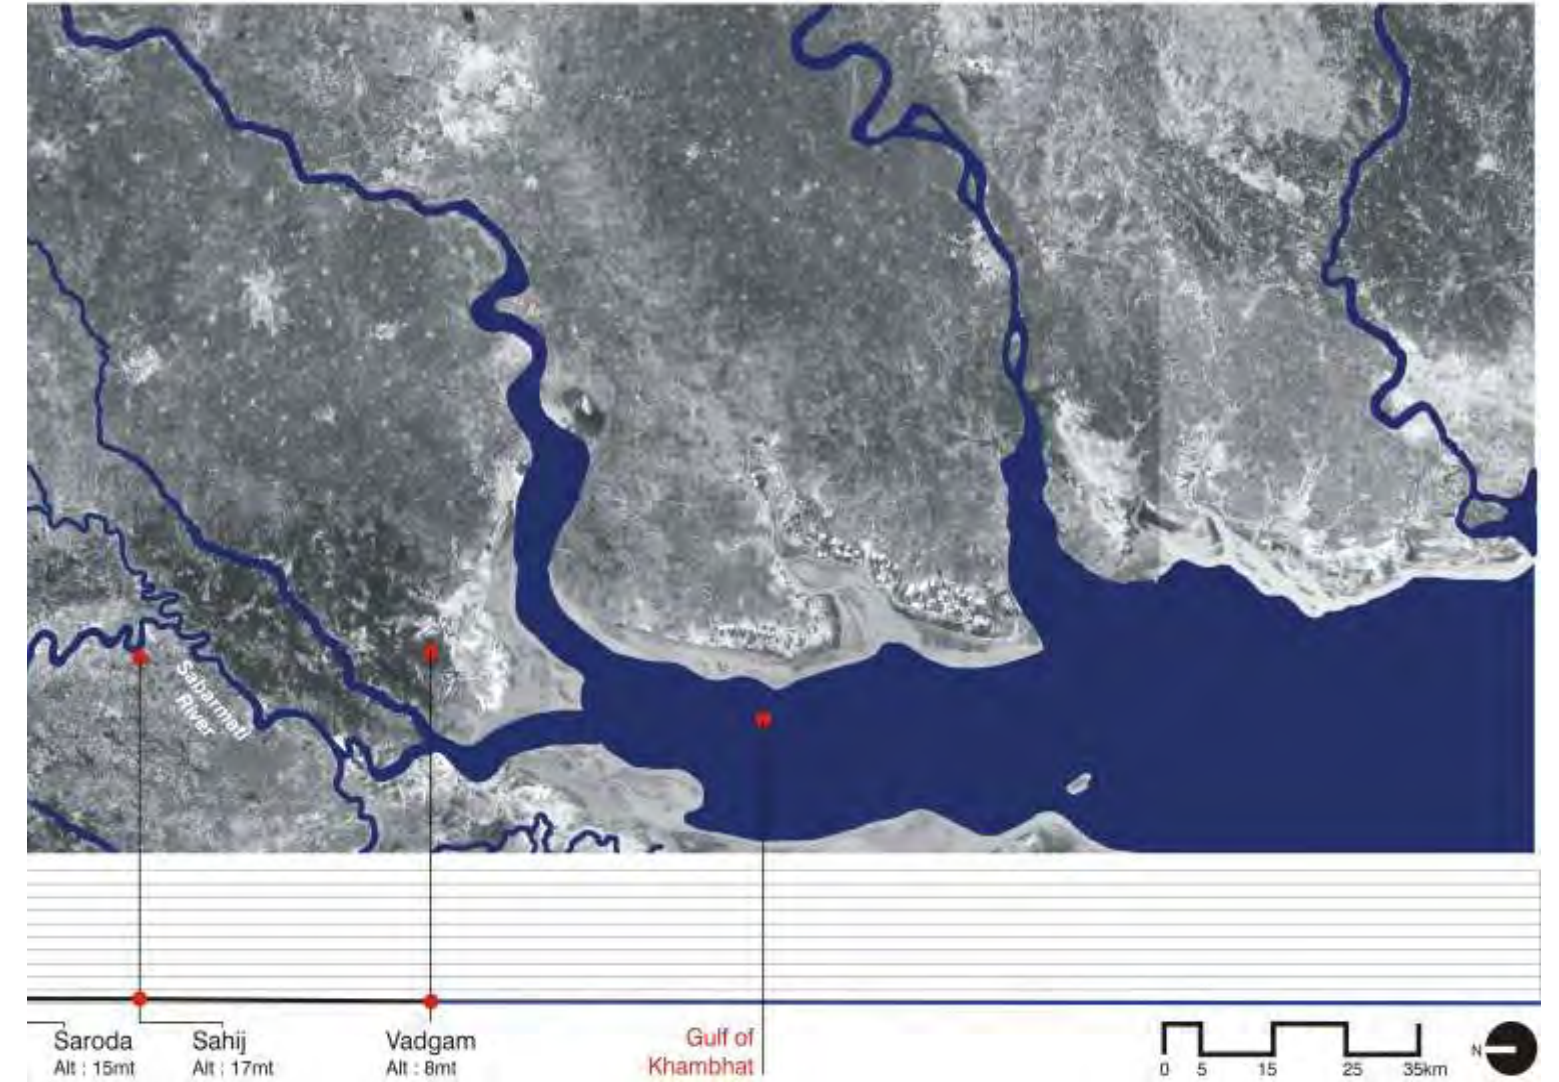 Sabarmati
River
Saroda
Alt : 15mt
Sahij
Alt : 17mt
Vadgam
Alt : 8mt
Gulf of
Khambhat
0 5 15 25 35km
N